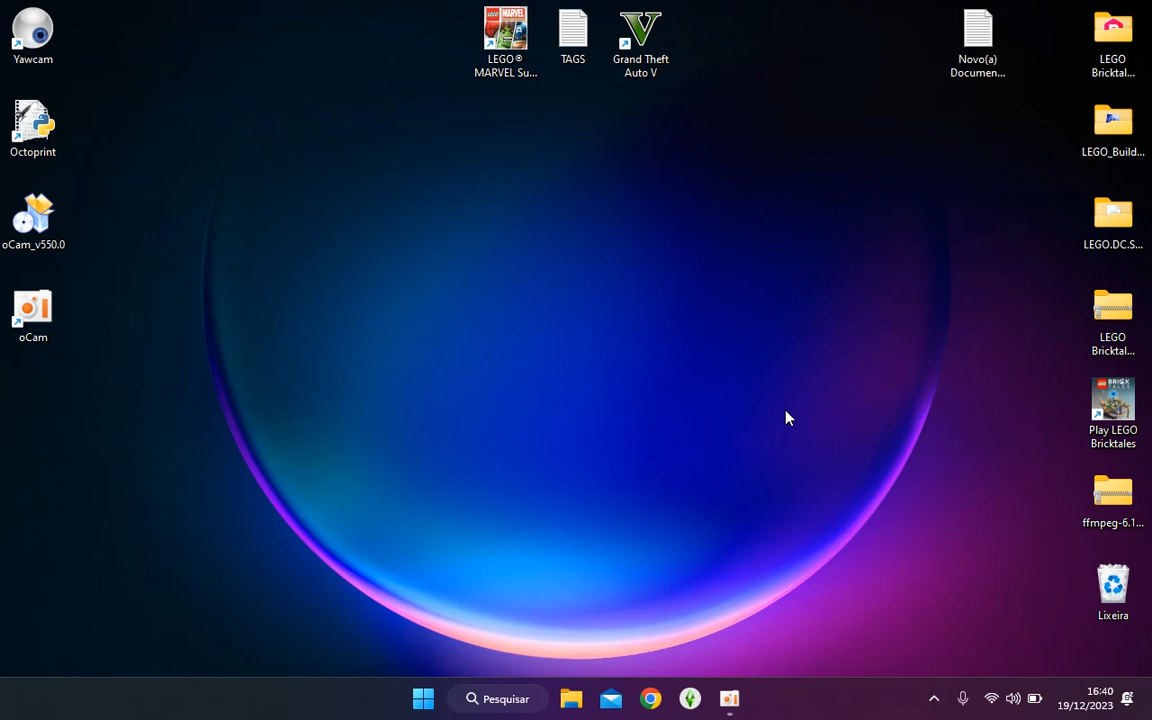 Yawcam
Octoprint
oCam_v550.0
oCam
LEGO®
MARVEL Su...
TAGS
Grand Theft
Auto V
Novo(a)
Documen...
LEGO
Bricktal...
LEGO_Build...
LEGO.DC.S...
LEGO
Bricktal...
Play LEGO
Bricktales
ffmpeg-6.1...
Lixeira
Pesquisar
16:40
19/12/2023